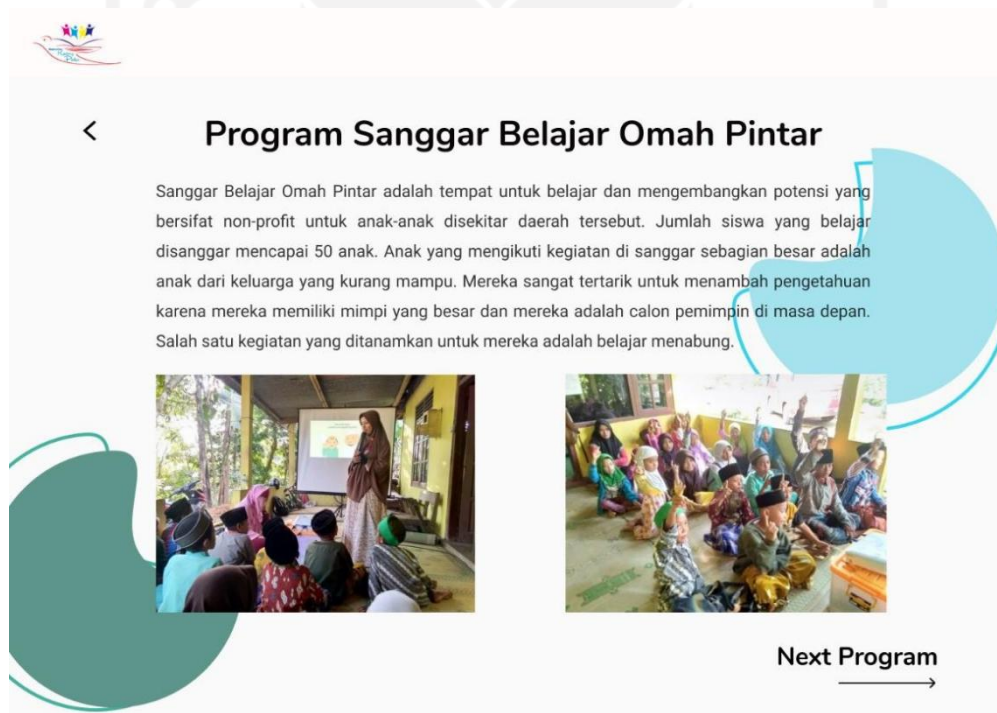 Program Sanggar Belajar Omah Pintar
Sanggar Belajar Omah Pintar adalah tempat untuk belajar dan mengembangkan potensi yang
bersifat non-profit untuk anak-anak disekitar daerah tersebut. Jumlah siswa yang belajar
disanggar mencapai 50 anak. Anak yang mengikuti kegiatan di sanggar sebagian besar adalah
anak dari keluarga yang kurang mampu. Mereka sangat tertarik untuk menambah pengetahuan
karena mereka memiliki mimpi yang besar dan mereka adalah calon pemimpin di masa depan.
Salah satu kegiatan yang ditanamkan untuk mereka adalah belajar menabung.
Next Program